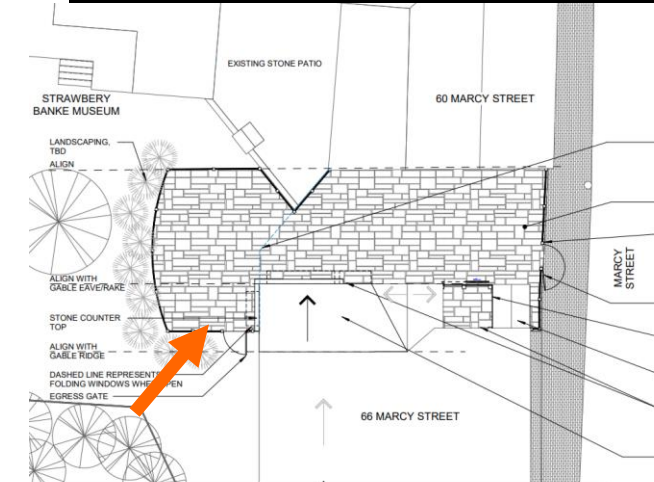 EXISTING STONE PATIO
STRAWBERY
BANKE MUSEUM
60 MARCY STREET
LANDSCAPING,
TBD
ALIGN
MARCY
STREET
ALIGN WITH
GABLE EAVE/RAKE
STONE COUNTER
TOP
ALIGN WITH
GABLE RIDGE
DASHED LINE REPRESENTS
FOLDING WINDOWS WHEN OPEN
EGRESS GATE
66 MARCY STREET